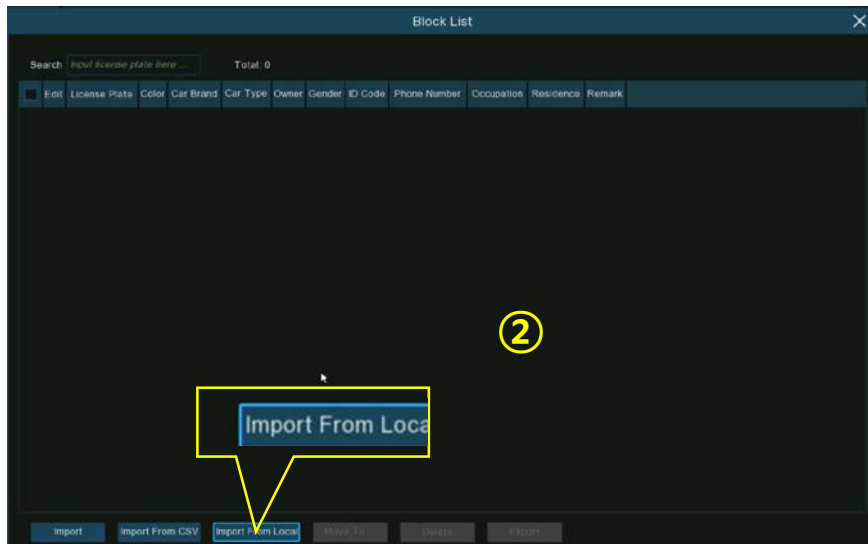 Block List
Search Input license plate here ... Total: 0
Edit License Plate Color Car Brand Car Type Owner Gender ID Code Phone Number Occupation Residence Remark
②
Import From Loca
Import Import From CSV Import From Local Move To Delete Export